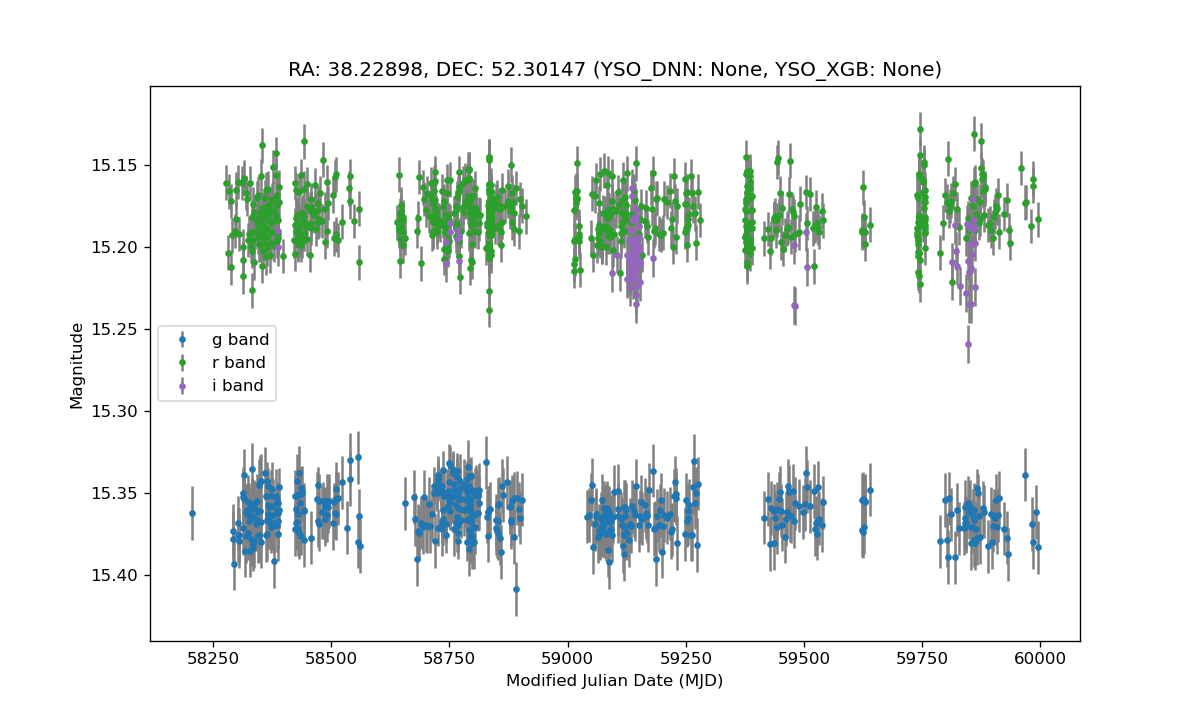 RA: 38.22898, DEC: 52.30147 (YSO_DNN: None, YSO_XGB: None)
Magnitude
15.15
15.20
15.25
15.30
15.35
15.40
g band
r band
i band
58250 58500 58750 59000 59250 59500 59750 60000
Modified Julian Date (MJD)